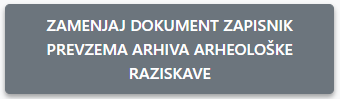 ZAMENJAJ DOKUMENT ZAPISNIK
PREVZEMA ARHIVA ARHEOLOŠKE
RAZISKAVE